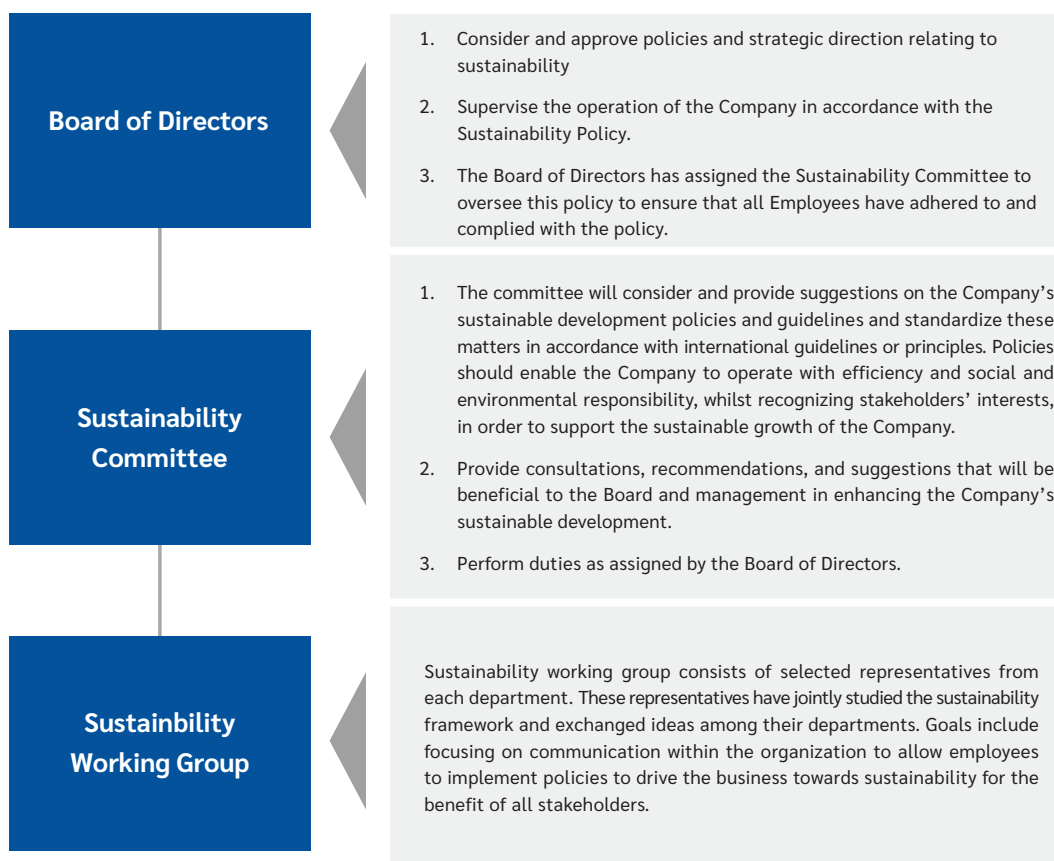 Board of Directors
1. Consider and approve policies and strategic direction relating to
sustainability
2. Supervise the operation of the Company in accordance with the
Sustainability Policy.
3. The Board of Directors has assigned the Sustainability Committee to
oversee this policy to ensure that all Employees have adhered to and
complied with the policy.
Sustainability
Committee
1. The committee will consider and provide suggestions on the Company’s
sustainable development policies and guidelines and standardize these
matters in accordance with international guidelines or principles. Policies
should enable the Company to operate with efficiency and social and
environmental responsibility, whilst recognizing stakeholders’ interests,
in order to support the sustainable growth of the Company.
2. Provide consultations, recommendations, and suggestions that will be
beneficial to the Board and management in enhancing the Company’s
sustainable development.
3. Perform duties as assigned by the Board of Directors.
Sustainbility
Working Group
Sustainability working group consists of selected representatives from
each department. These representatives have jointly studied the sustainability
framework and exchanged ideas among their departments. Goals include
focusing on communication within the organization to allow employees
to implement policies to drive the business towards sustainability for the
benefit of all stakeholders.